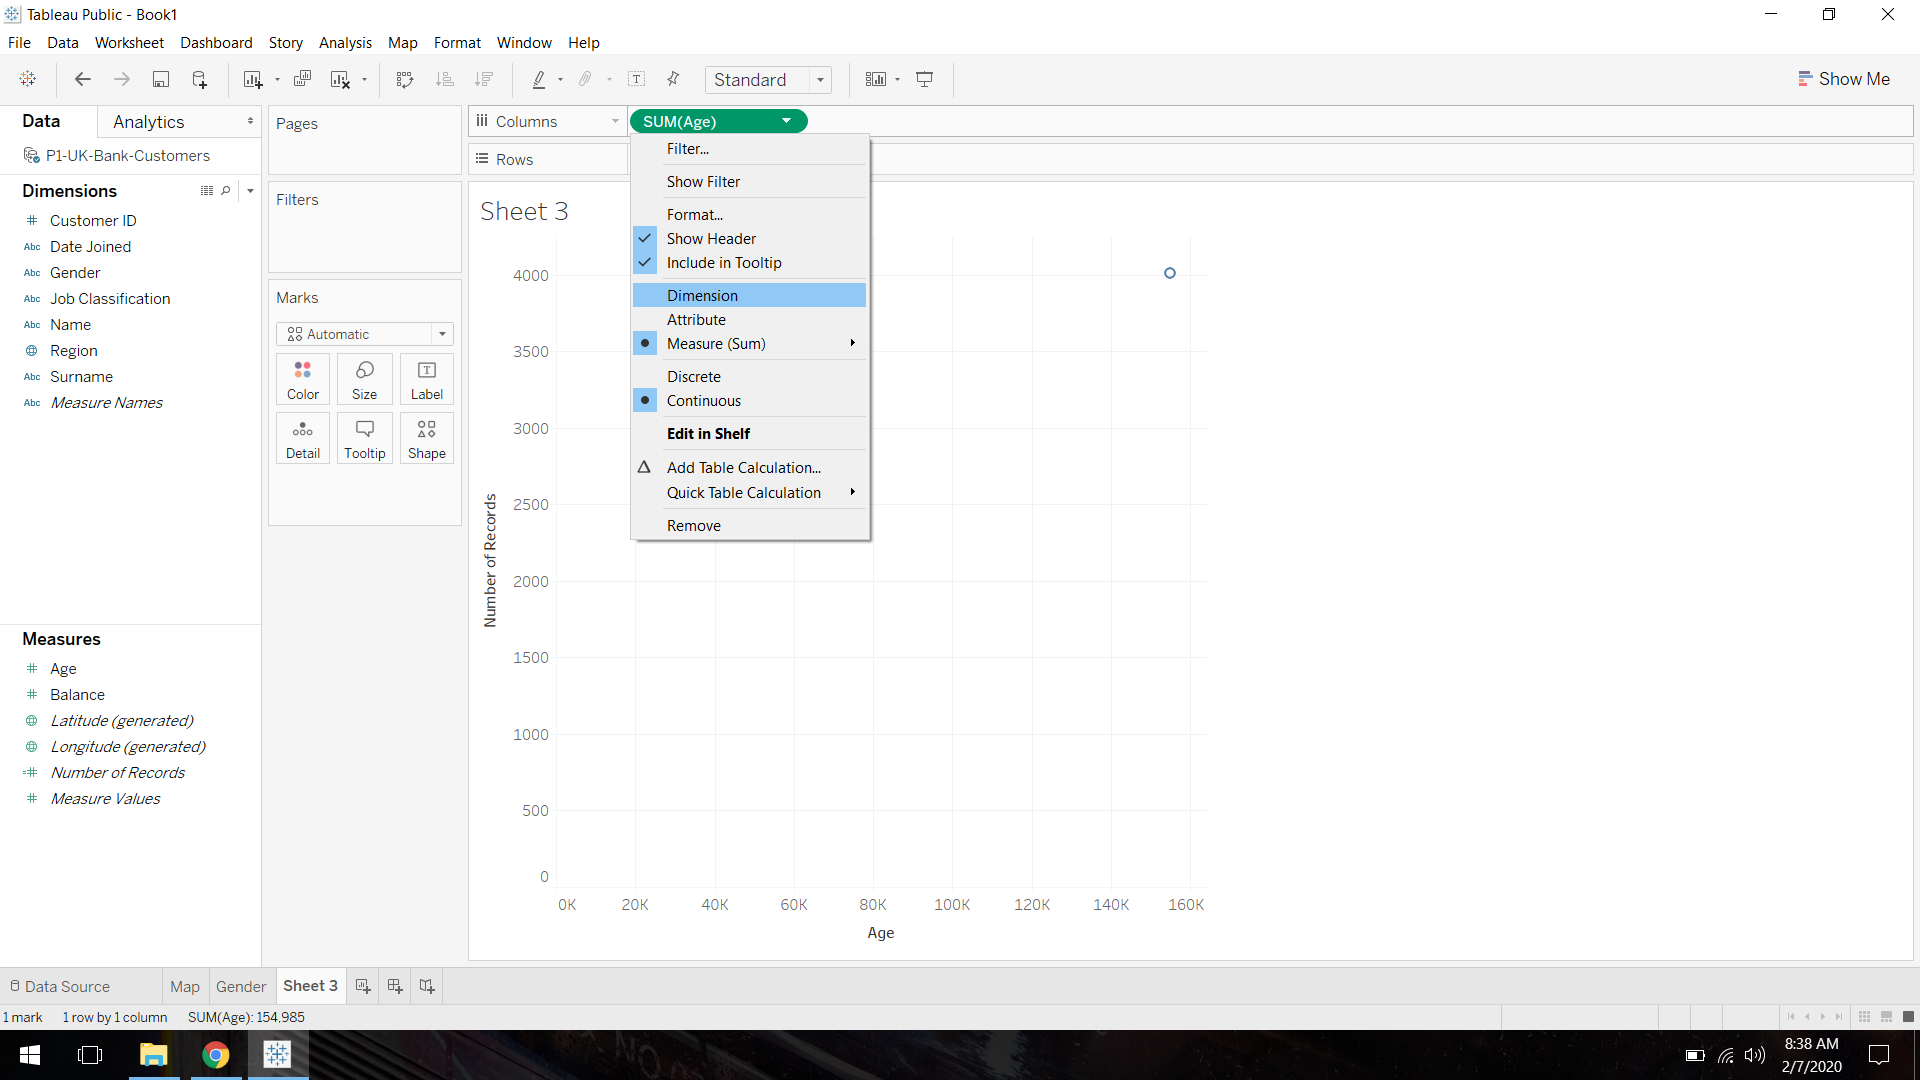 Tableau Public - Book1
File Data Worksheet Dashboard Story Analysis Map Format Window Help
Standard
Show Me
Data Analytics
P1-UK-Bank-Customers
Dimensions
Customer ID
Abc Date Joined
Abc Gender
Abc Job Classification
Abc Name
Region
Abc Surname
Abc Measure Names
Measures
Age
Balance
Latitude (generated)
Longitude (generated)
Number of Records
Measure Values
Pages
Filters
Marks
Automatic
Color Size Label
Detail Tooltip Shape
Columns SUM(Age)
Rows
Filter...
Show Filter
Format...
Show Header
Include in Tooltip
Dimension
Attribute
Measure (Sum)
Discrete
Continuous
Edit in Shelf
Add Table Calculation...
Quick Table Calculation
Remove
Sheet 3
Number of Records
4000
3500
3000
2500
2000
1500
1000
500
0
0K 20K 40K 60K 80K 100K 120K 140K 160K
Age
Data Source Map Gender Sheet 3
1 mark 1 row by 1 column SUM(Age): 154,985
NO
8:38 AM
2/7/2020